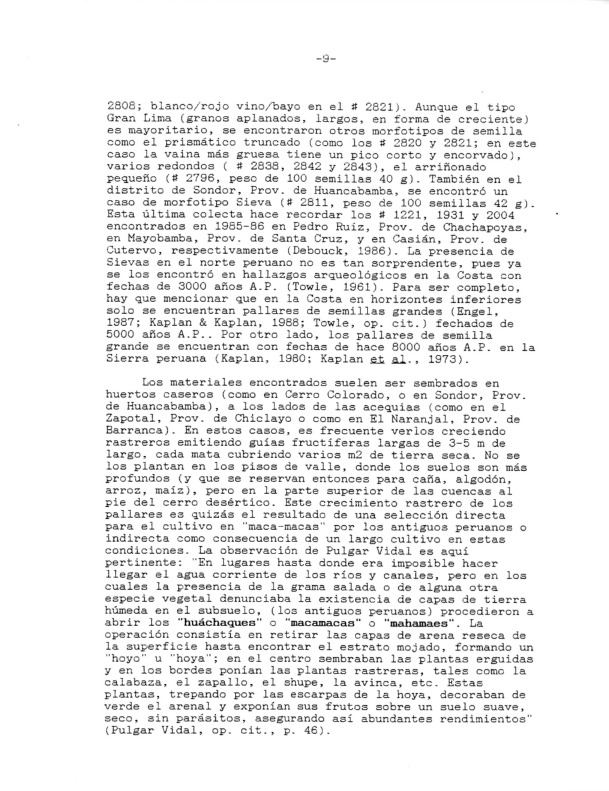 -9-
2808; blanco/rojo vino/bayo en el # 2821). Aunque el tipo
Gran Lima (granos aplanados, largos, en forma de creciente)
es mayoritario, se encontraron otros morfotipos de semilla
como el prismático truncado (como los # 2820 y 2821; en este
caso la vaina más gruesa tiene un pico corto y encorvado),
varios redondos ( # 2838, 2842 y 2843), el arriñonado
pequeño (# 2796, peso de 100 semillas 40 g). También en el
distrito de Sondor, Prov. de Huancabamba, se encontró un
caso de morfotipo Sieva (# 2811, peso de 100 semillas 42 g).
Esta última colecta hace recordar los # 1221, 1931 y 2004
encontrados en 1985-86 en Pedro Ruíz, Prov. de Chachapoyas,
en Mayobamba, Prov. de Santa Cruz, y en Casián, Prov. de
Cutervo, respectivamente (Debouck, 1986). La presencia de
Sievas en el norte peruano no es tan sorprendente, pues ya
se los encontró en hallazgos arqueológicos en la Costa con
fechas de 3000 años A.P. (Towle, 1961). Para ser completo,
hay que mencionar que en la Costa en horizontes inferiores
solo se encuentran pallares de semillas grandes (Engel,
1987; Kaplan & Kaplan, 1988; Towle, op. cit.) fechados de
5000 años A.P.. Por otro lado, los pallares de semilla
grande se encuentran con fechas de hace 8000 años A.P. en la
Sierra peruana (Kaplan, 1980; Kaplan et al., 1973).
Los materiales encontrados suelen ser sembrados en
huertos caseros (como en Cerro Colorado, o en Sondor, Prov.
de Huancabamba), a los lados de las acequias (como en el
Zapotal, Prov. de Chiclayo o como en El Naranjal, Prov. de
Barranca). En estos casos, es frecuente verlos creciendo
rastreros emitiendo guías fructíferas largas de 3-5 m de
largo, cada mata cubriendo varios m2 de tierra seca. No se
los plantan en los pisos de valle, donde los suelos son más
profundos (y que se reservan entonces para caña, algodón,
arroz, maíz), pero en la parte superior de las cuencas al
pie del cerro desértico. Este crecimiento rastrero de los
pallares es quizás el resultado de una selección directa
para el cultivo en "maca-macas" por los antiguos peruanos o
indirecta como consecuencia de un largo cultivo en estas
condiciones. La observación de Pulgar Vidal es aquí
pertinente: "En lugares hasta donde era imposible hacer
llegar el agua corriente de los ríos y canales, pero en los
cuales la presencia de la grama salada o de alguna otra
especie vegetal denunciaba la existencia de capas de tierra
húmeda en el subsuelo, (los antiguos peruanos) procedieron a
abrir los "huáchaques" o "macamacas" o "mahamaes". La
operación consistía en retirar las capas de arena reseca de
la superficie hasta encontrar el estrato mojado, formando un
"hoyo" u "hoya"; en el centro sembraban las plantas erguidas
y en los bordes ponían las plantas rastreras, tales como la
calabaza, el zapallo, el shupe, la avinca, etc. Estas
plantas, trepando por las escarpas de la hoya, decoraban de
verde el arenal y exponían sus frutos sobre un suelo suave,
seco, sin parásitos, asegurando así abundantes rendimientos"
(Pulgar Vidal, op. cit., p. 46).